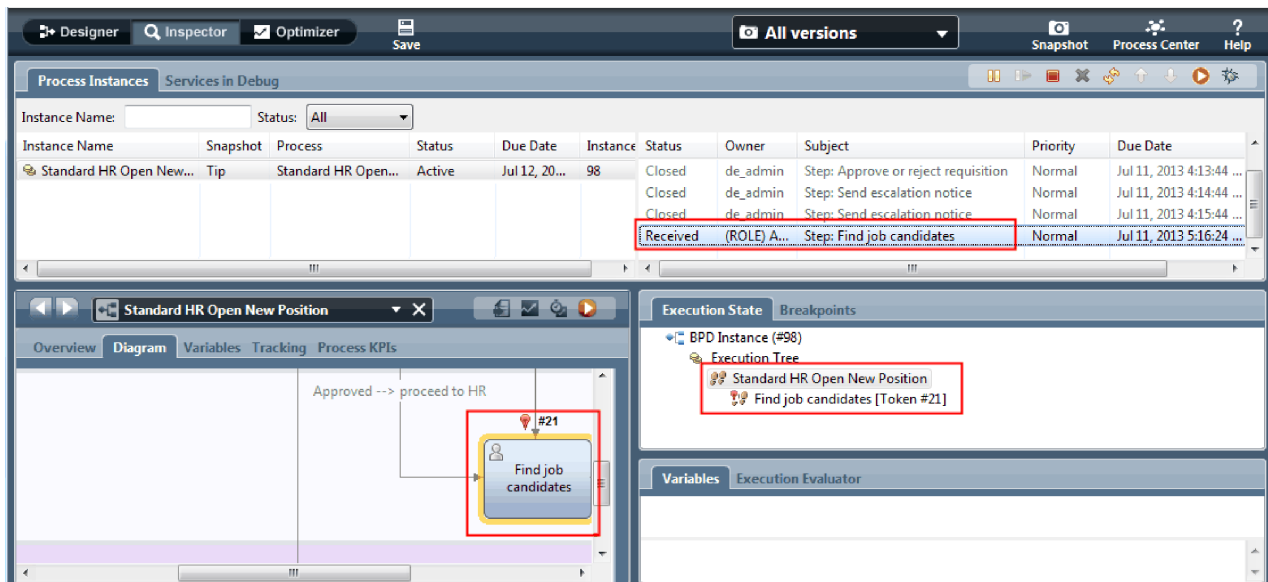 Designer Inspector Optimizer Save All versions Snapshot Process Center Help
Process Instances Services in Debug
Instance Name: Status: All
Instance Name Snapshot Process Status Due Date Instance Status Owner Subject Priority Due Date
Standard HR Open New... Tip Standard HR Open... Active Jul 12, 20... 98 Closed de_admin Step: Approve or reject requisition Normal Jul 11, 2013 4:13:44 ...
Closed de_admin Step: Send escalation notice Normal Jul 11, 2013 4:14:44 ...
Closed de_admin Step: Send escalation notice Normal Jul 11, 2013 4:15:44 ...
Received (ROLE) A... Step: Find job candidates Normal Jul 11, 2013 5:16:24 ...
Standard HR Open New Position
Overview Diagram Variables Tracking Process KPIs
Approved --> proceed to HR
#21
Find job
candidates
Execution State Breakpoints
BPD Instance (#98)
Execution Tree
Standard HR Open New Position
Find job candidates [Token #21]
Variables Execution Evaluator